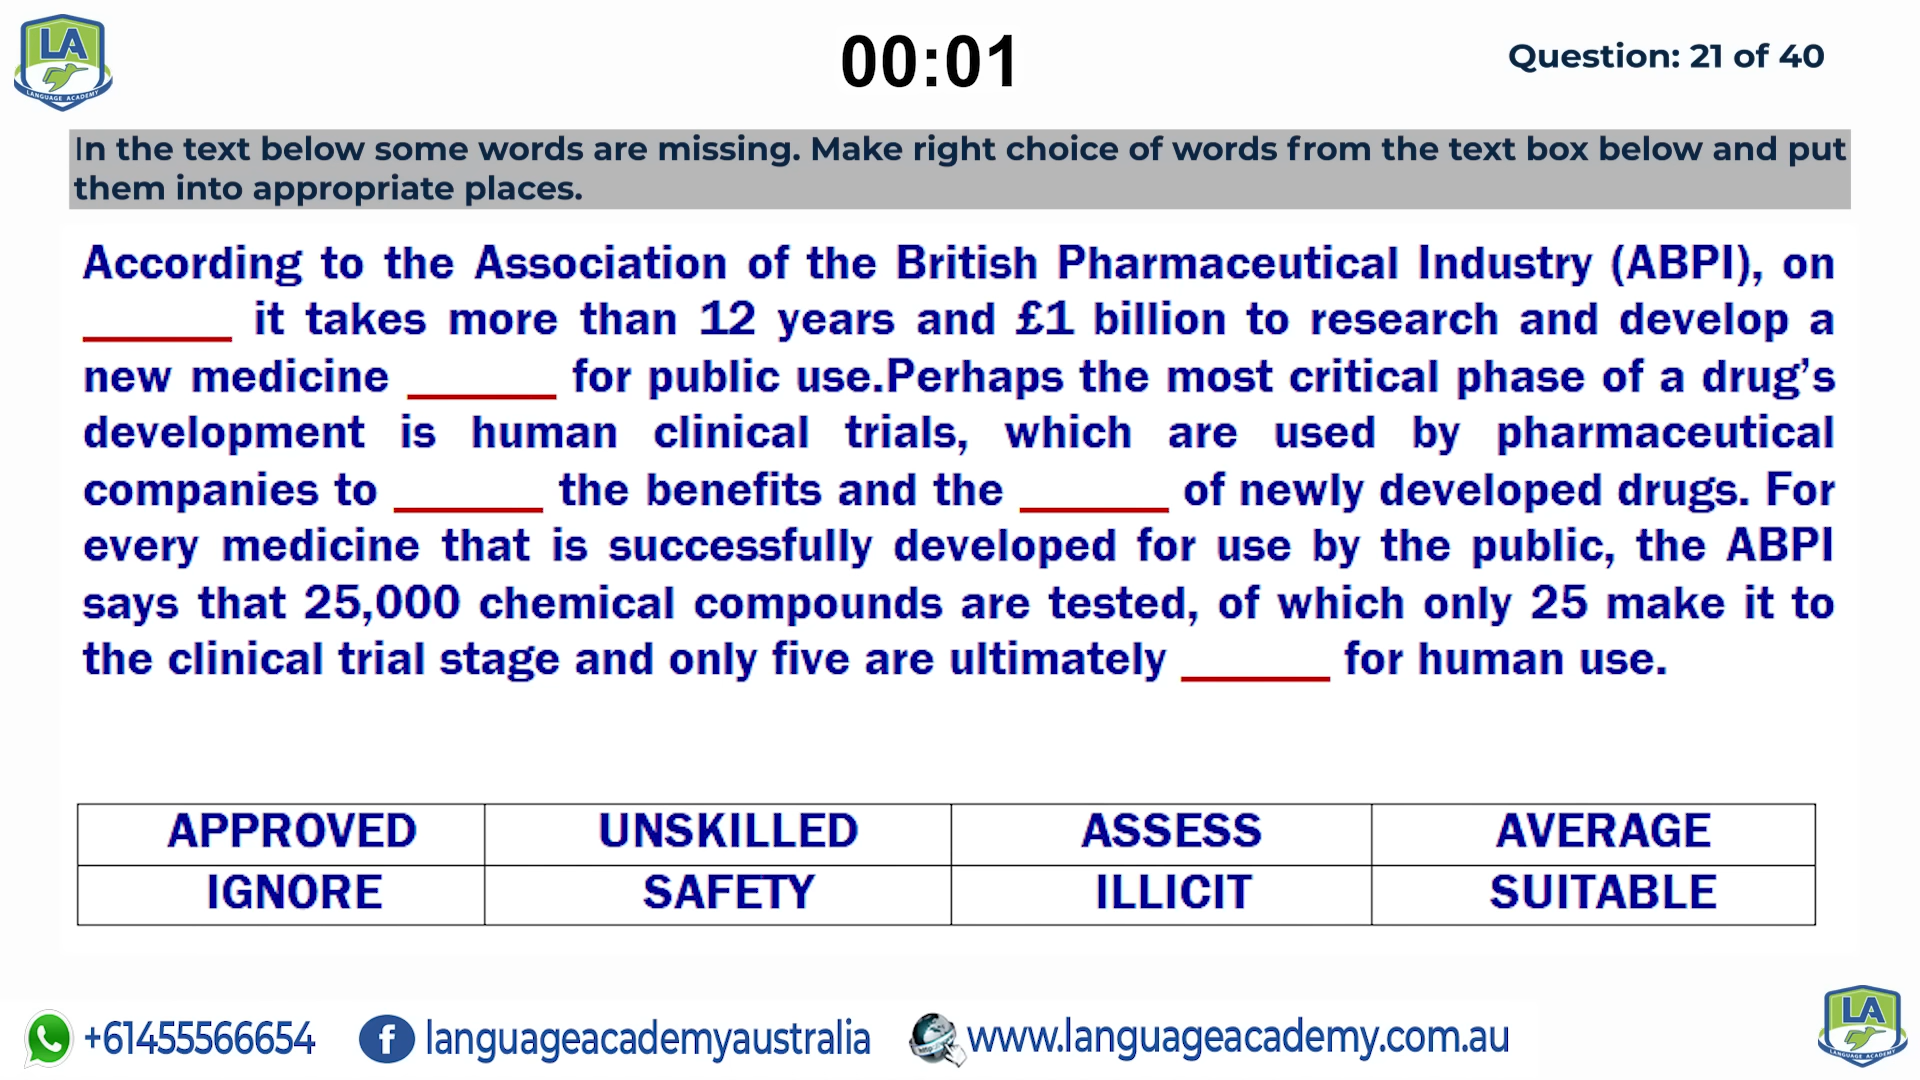 LA
LANGUAGE ACADEMY
00:01
Question: 21 of 40
In the text below some words are missing. Make right choice of words from the text box below and put
them into appropriate places.
According to the Association of the British Pharmaceutical Industry (ABPI), on
______ it takes more than 12 years and £1 billion to research and develop a
new medicine ______ for public use.Perhaps the most critical phase of a drug’s
development is human clinical trials, which are used by pharmaceutical
companies to ______ the benefits and the ______ of newly developed drugs. For
every medicine that is successfully developed for use by the public, the ABPI
says that 25,000 chemical compounds are tested, of which only 25 make it to
the clinical trial stage and only five are ultimately ______ for human use.
APPROVED UNSKILLED ASSESS AVERAGE
IGNORE SAFETY ILLICIT SUITABLE
+61455566654 languageacademyaustralia www.languageacademy.com.au
LA
LANGUAGE ACADEMY